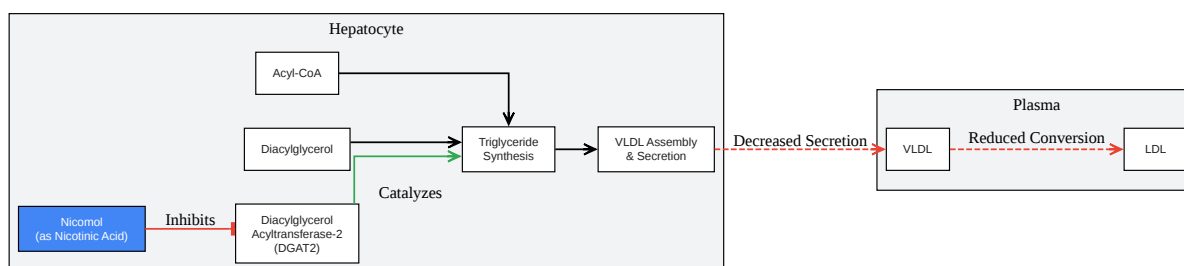 Hepatocyte
Acyl-CoA
Plasma
Diacylglycerol
Triglyceride
Synthesis
VLDL Assembly
& Secretion
Decreased Secretion
VLDL
Reduced Conversion
LDL
Catalyzes
Nicomol
(as Nicotinic Acid)
Inhibits
Diacylglycerol
Acyltransferase-2
(DGAT2)